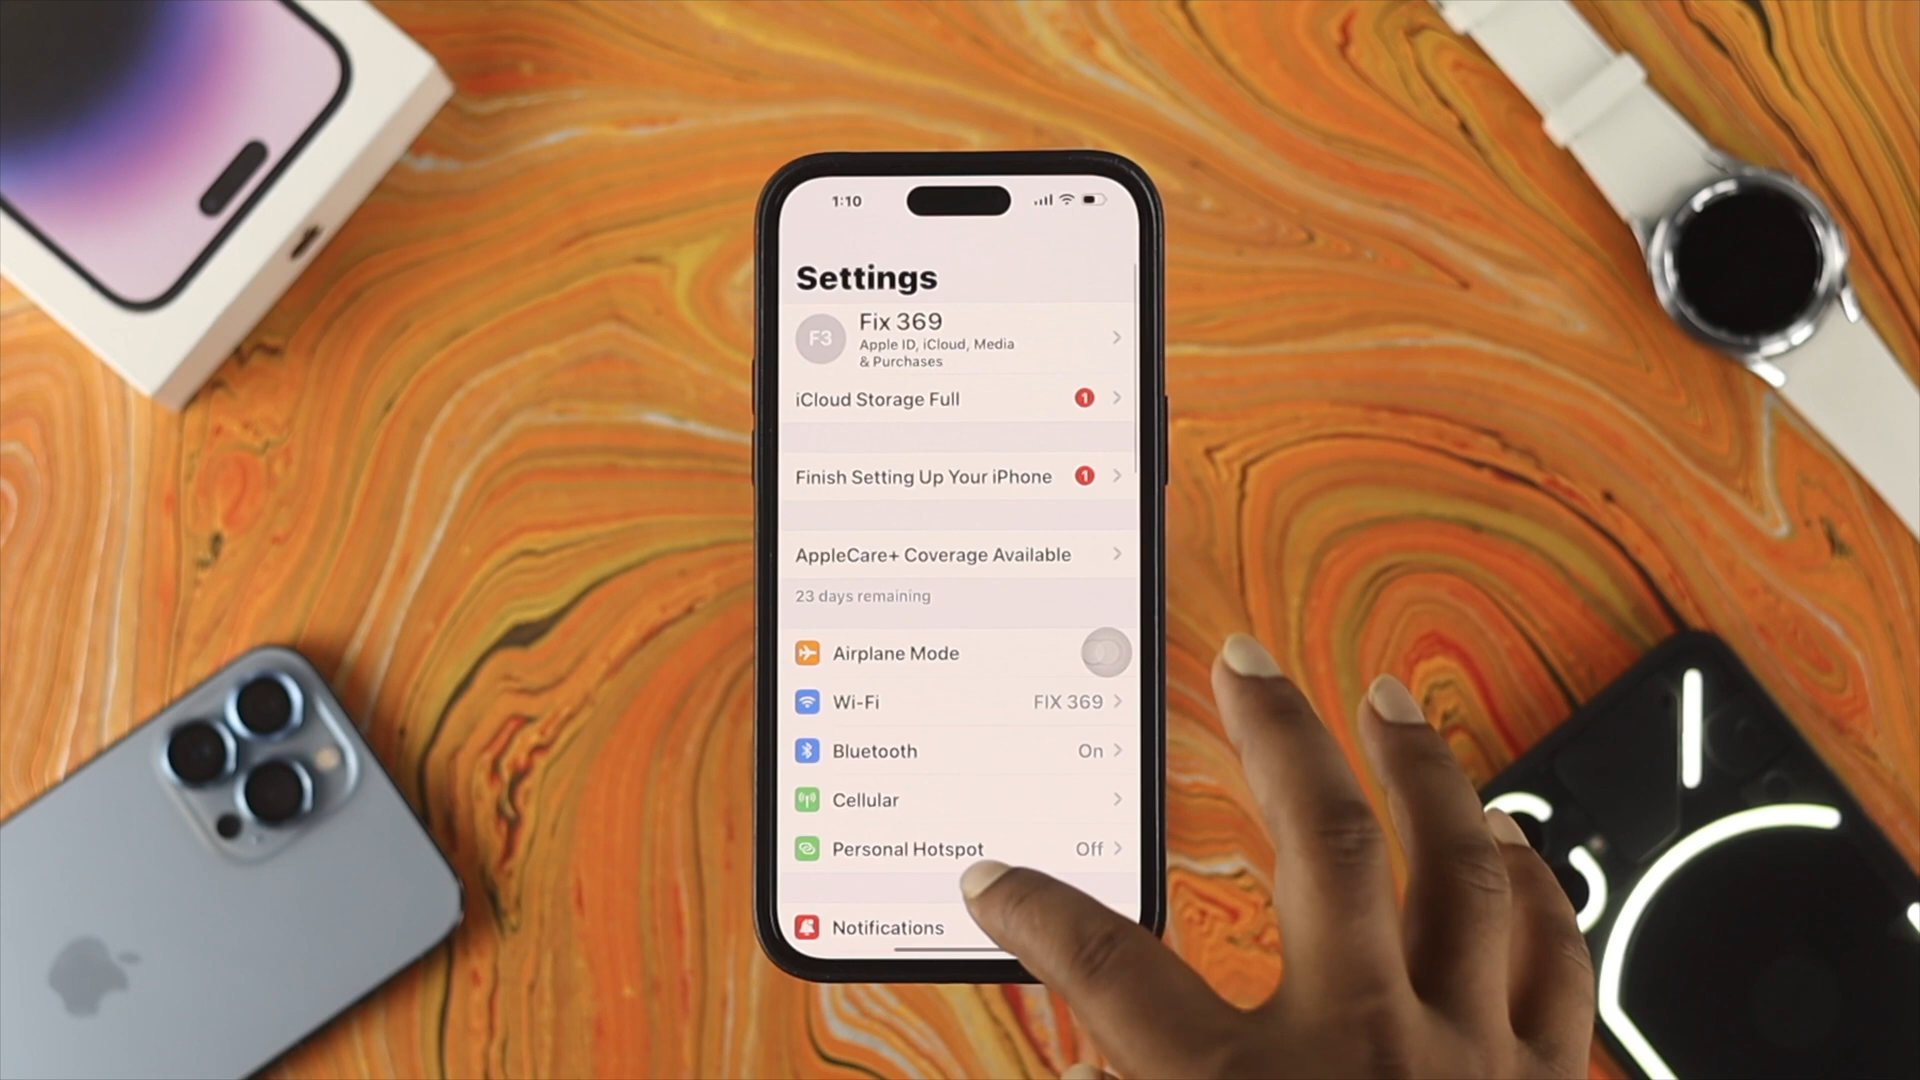 1:10
Settings
F3
Fix 369
Apple ID, iCloud, Media
& Purchases
iCloud Storage Full 1
Finish Setting Up Your iPhone 1
AppleCare+ Coverage Available
23 days remaining
Airplane Mode
Wi-Fi FIX 369
Bluetooth On
Cellular
Personal Hotspot Off
Notifications